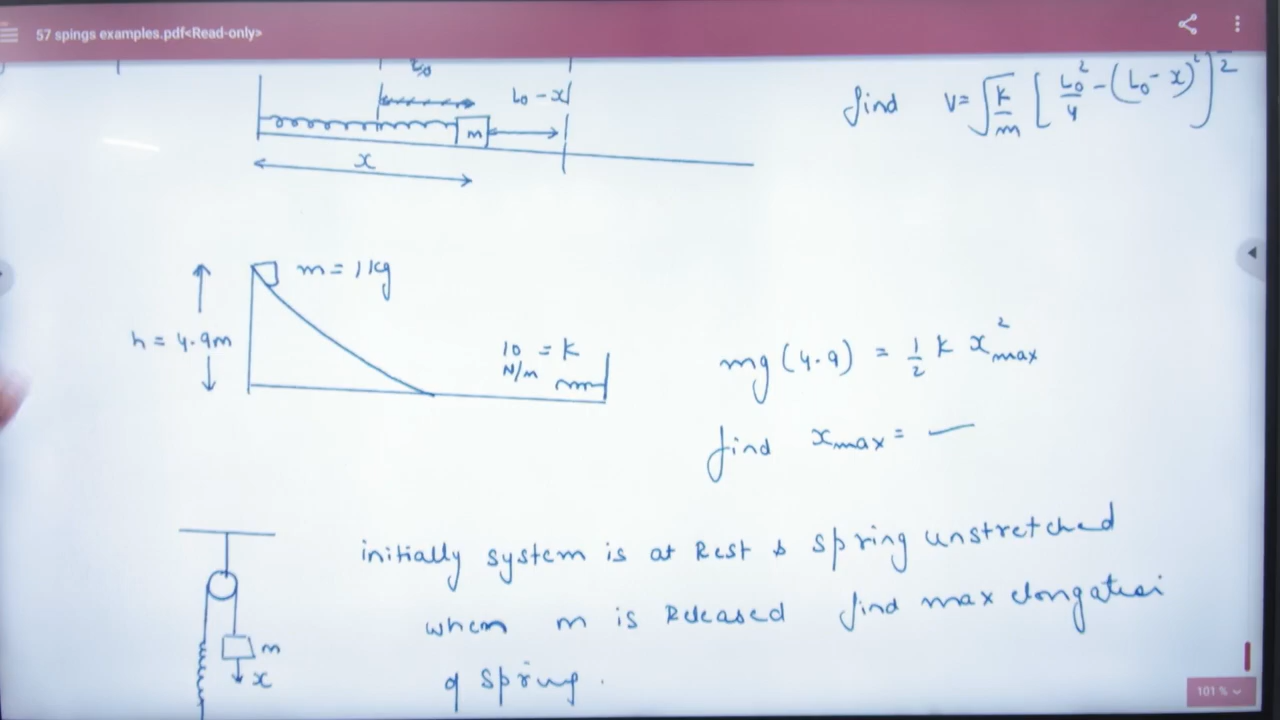 57 spings examples.pdf<Read-only>
L₀ - x
m
x
find v = √(k/m) [L₀²/4 - (L₀ - x)²]^1/2
m = 1 kg
h = 4.9m
10 = k
N/m
mg (4.9) = 1/2 k x²max
find xmax =
initially system is at Rest & spring unstretched
when m is Released find max elongation
of spring.
m
x
101 %